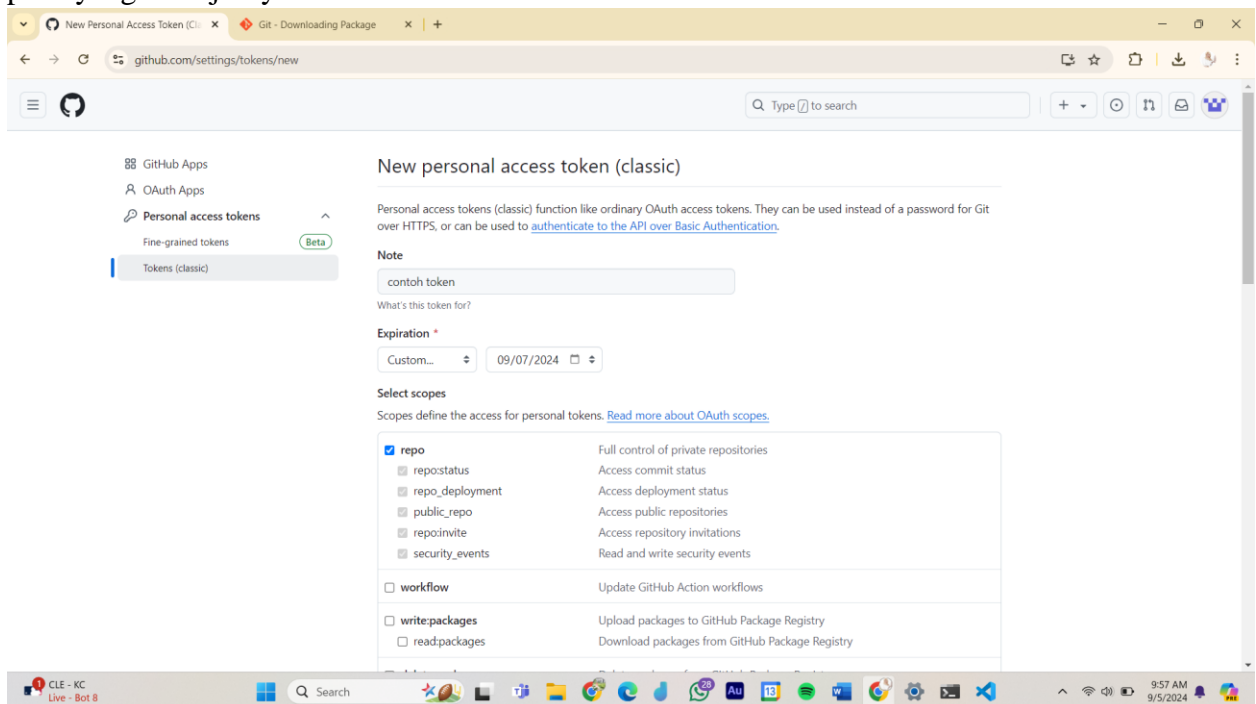 New Personal Access Token (Cla
Git - Downloading Package
github.com/settings/tokens/new
Type / to search
GitHub Apps
OAuth Apps
Personal access tokens
Fine-grained tokens
Beta
Tokens (classic)
New personal access token (classic)
Personal access tokens (classic) function like ordinary OAuth access tokens. They can be used instead of a password for Git
over HTTPS, or can be used to authenticate to the API over Basic Authentication.
Note
contoh token
What's this token for?
Expiration *
Custom... 09/07/2024
Select scopes
Scopes define the access for personal tokens. Read more about OAuth scopes.
repo Full control of private repositories
repo:status Access commit status
repo_deployment Access deployment status
public_repo Access public repositories
repo:invite Access repository invitations
security_events Read and write security events
workflow Update GitHub Action workflows
write:packages Upload packages to GitHub Package Registry
read:packages Download packages from GitHub Package Registry
1
CLE - KC
Live - Bot 8
Search
28
Au
13
9:57 AM
9/5/2024